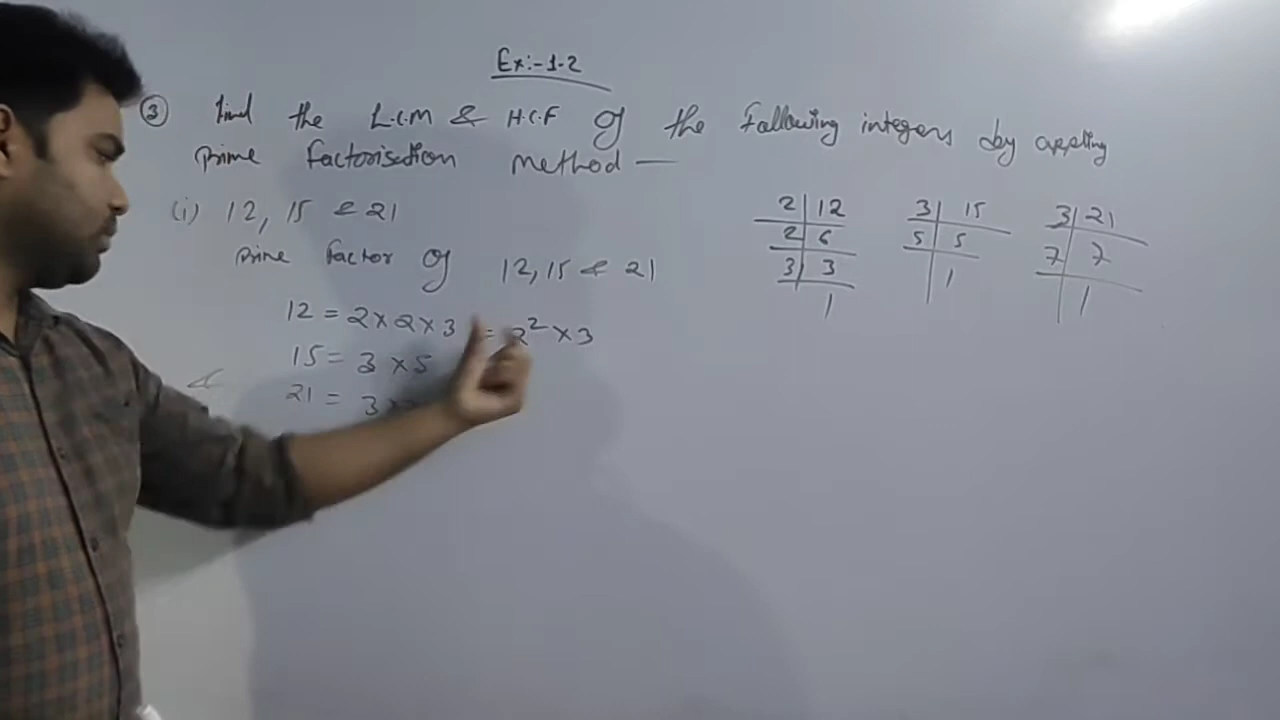 Ex:-1.2
③ find the L.C.M & H.C.F of the following integers by appling
prime factorisation method —
(i) 12, 15 & 21
prime factor of 12, 15 & 21
12 = 2×2×3 = 2²×3
15 = 3 ×5
21 = 3 ×
2 | 12
2 | 6
3 | 3
1
3 | 15
5 | 5
1
3 | 21
7 | 7
1